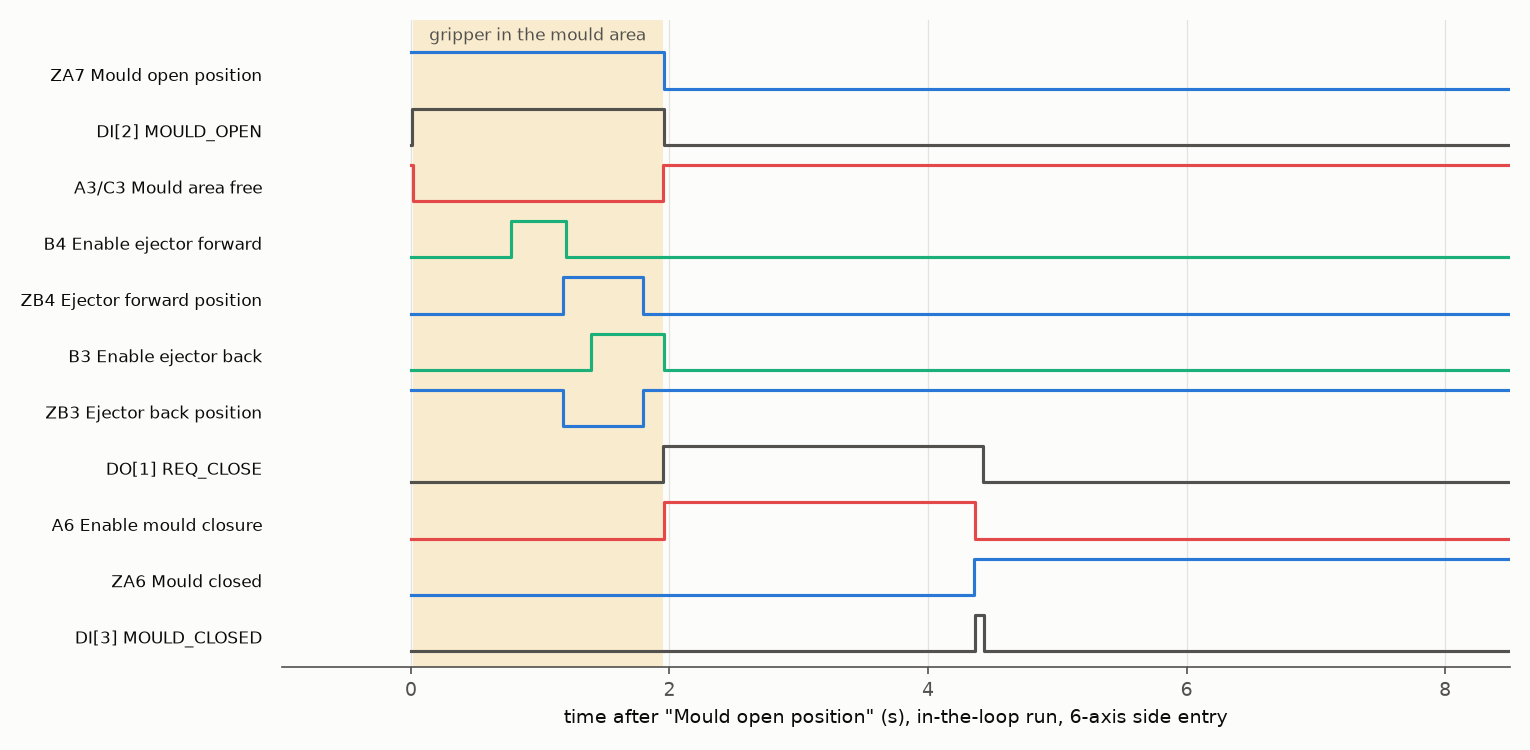 gripper in the mould area
ZA7 Mould open position
DI[2] MOULD_OPEN
A3/C3 Mould area free
B4 Enable ejector forward
ZB4 Ejector forward position
B3 Enable ejector back
ZB3 Ejector back position
DO[1] REQ_CLOSE
A6 Enable mould closure
ZA6 Mould closed
DI[3] MOULD_CLOSED
0 2 4 6 8
time after "Mould open position" (s), in-the-loop run, 6-axis side entry